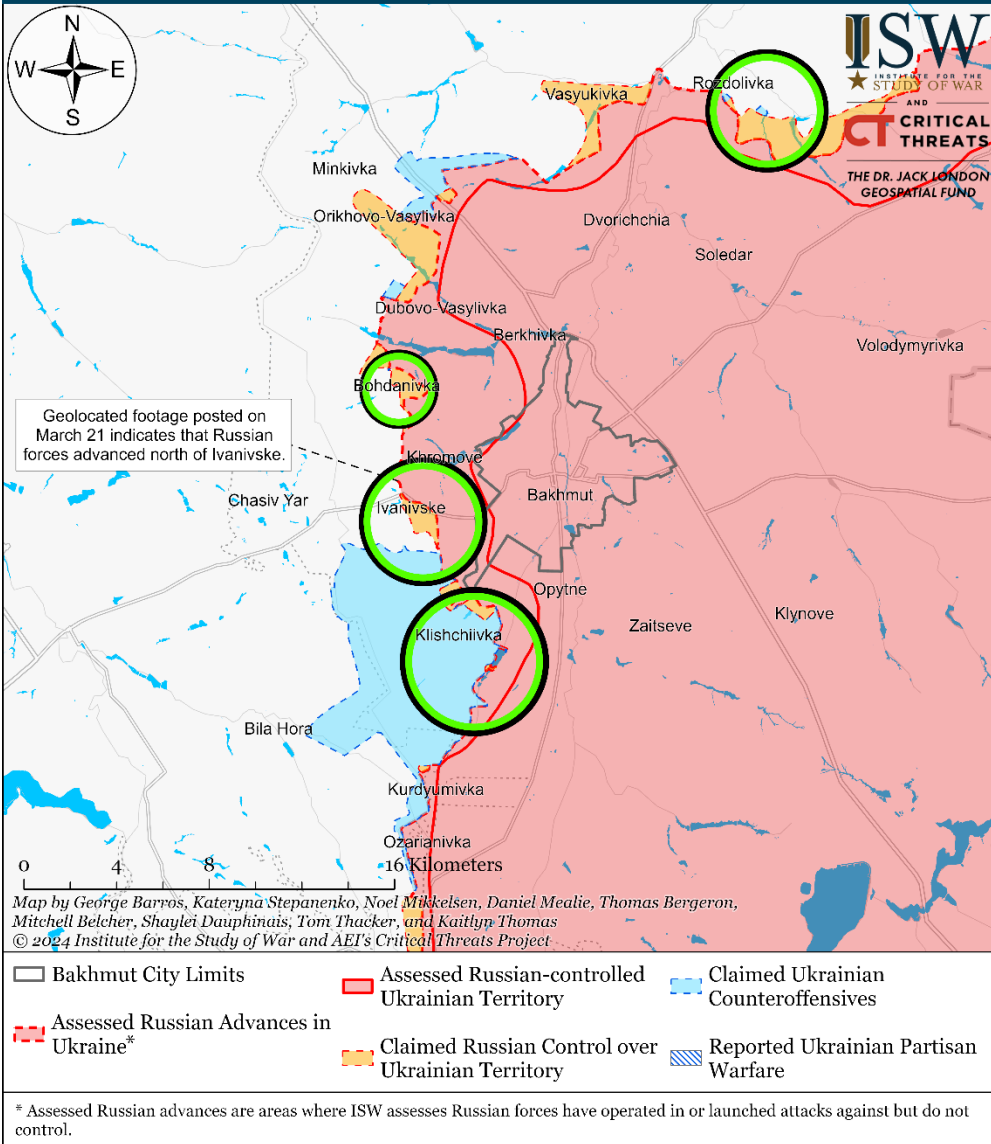 N
W E
S
ISW
INSTITUTE FOR THE
STUDY OF WAR
AND
CT CRITICAL
THREATS
THE DR. JACK LONDON
GEOSPATIAL FUND
Rozdolivka
Vasyukivka
Minkivka
Orikhovo-Vasylivka
Dvorichchia
Soledar
Dubovo-Vasylivka
Berkhivka
Volodymyrivka
Bohdanivka
Geolocated footage posted on
March 21 indicates that Russian
forces advanced north of Ivanivske.
Khromove
Chasiv Yar
Ivanivske
Bakhmut
Opytne
Klishchiivka
Zaitseve
Klynove
Bila Hora
Kurdyumivka
Ozarianivka
0 4 8 16 Kilometers
Map by George Barros, Kateryna Stepanenko, Noel Mikkelsen, Daniel Mealie, Thomas Bergeron,
Mitchell Belcher, Shaylei Dauphinais, Tom Thacker, and Kaitlyn Thomas
© 2024 Institute for the Study of War and AEI's Critical Threats Project
Bakhmut City Limits
Assessed Russian Advances in
Ukraine*
Assessed Russian-controlled
Ukrainian Territory
Claimed Russian Control over
Ukrainian Territory
Claimed Ukrainian
Counteroffensives
Reported Ukrainian Partisan
Warfare
* Assessed Russian advances are areas where ISW assesses Russian forces have operated in or launched attacks against but do not
control.